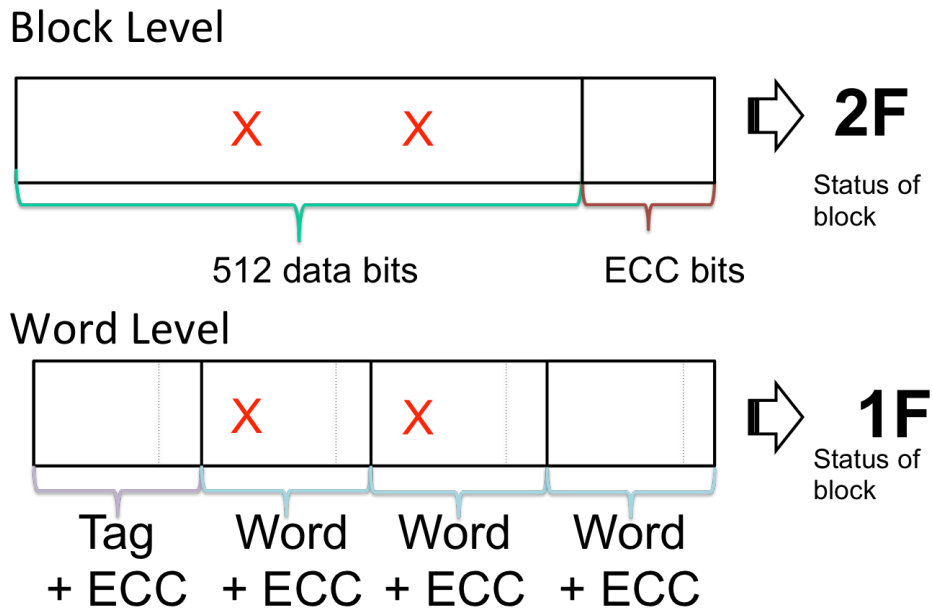 Block Level
X X
2F
Status of
block
512 data bits
ECC bits
Word Level
X X
1F
Status of
block
Tag
+ ECC
Word
+ ECC
Word
+ ECC
Word
+ ECC